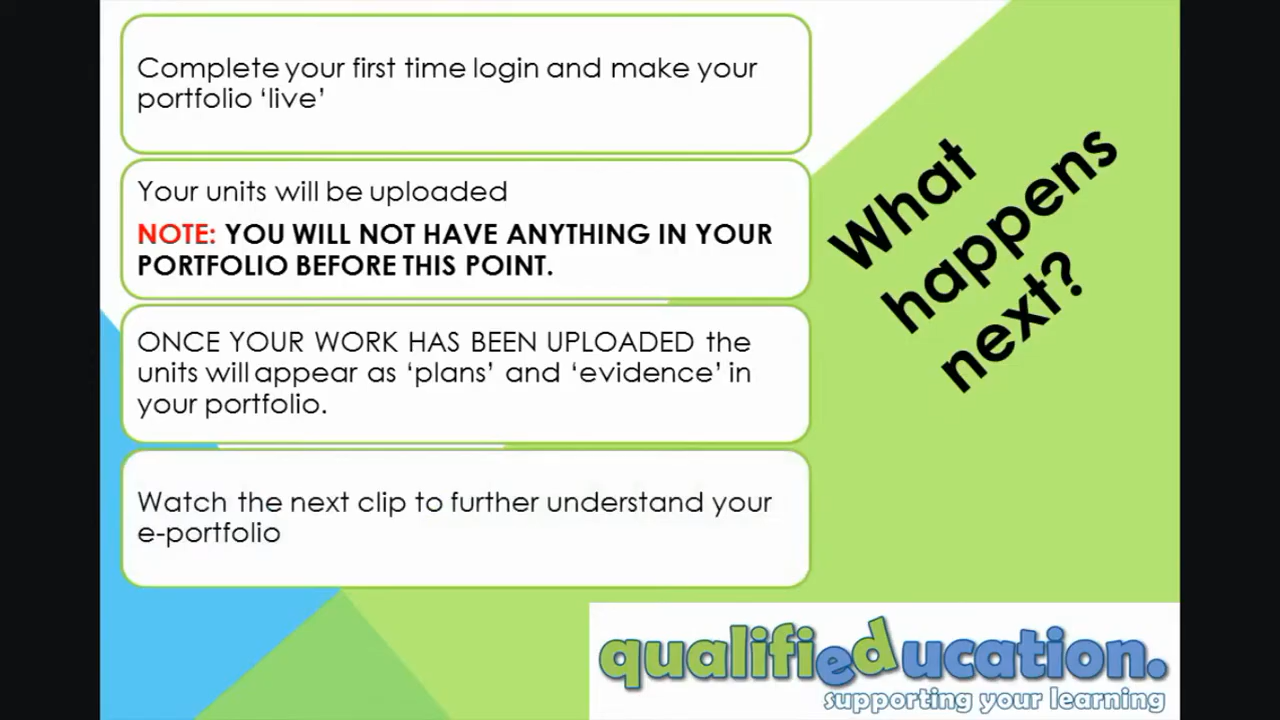 Complete your first time login and make your
portfolio ‘live’
Your units will be uploaded
NOTE: YOU WILL NOT HAVE ANYTHING IN YOUR
PORTFOLIO BEFORE THIS POINT.
ONCE YOUR WORK HAS BEEN UPLOADED the
units will appear as ‘plans’ and ‘evidence’ in
your portfolio.
Watch the next clip to further understand your
e-portfolio
What
happens
next?
qualifieducation.
supporting your learning